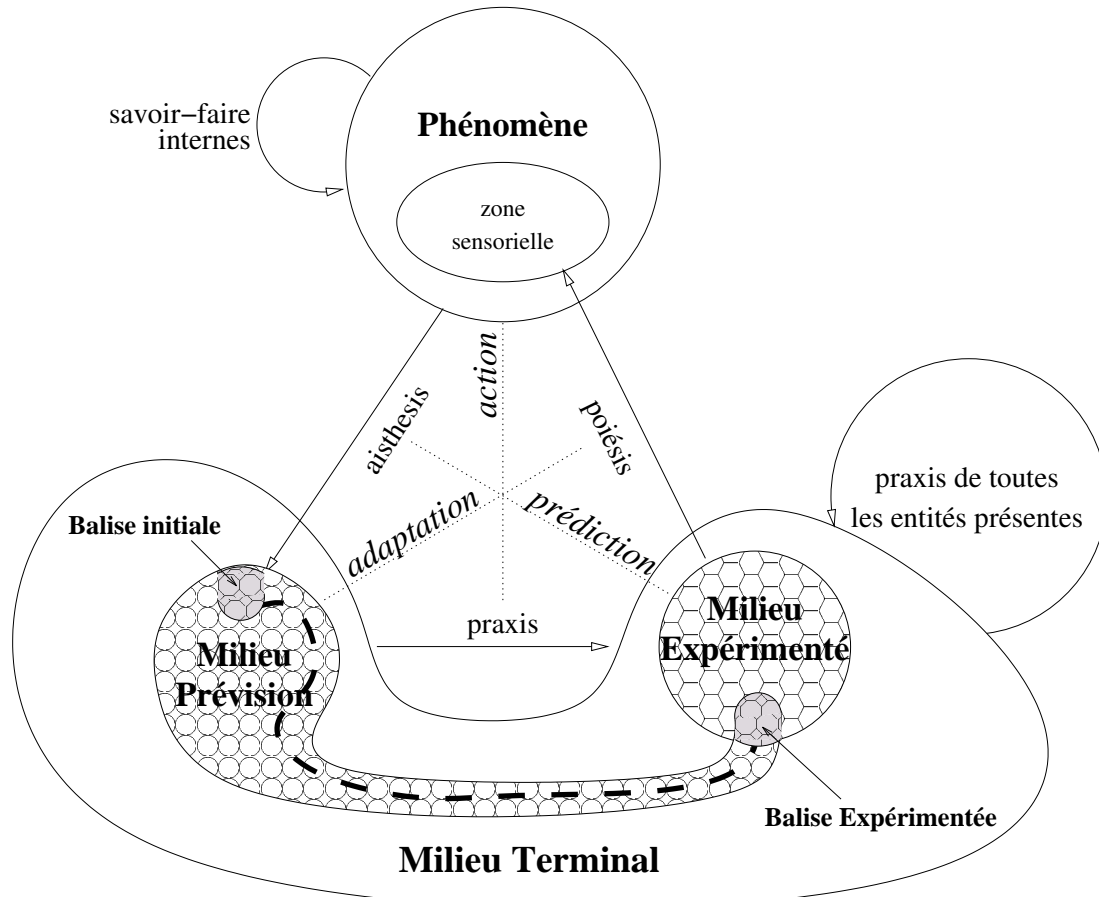 savoir−faire
internes
Phénomène
zone
sensorielle
action
aisthesis
poiésis
adaptation
prédiction
praxis de toutes
les entités présentes
Balise initiale
praxis
Milieu
Prévision
Milieu
Expérimenté
Balise Expérimentée
Milieu Terminal